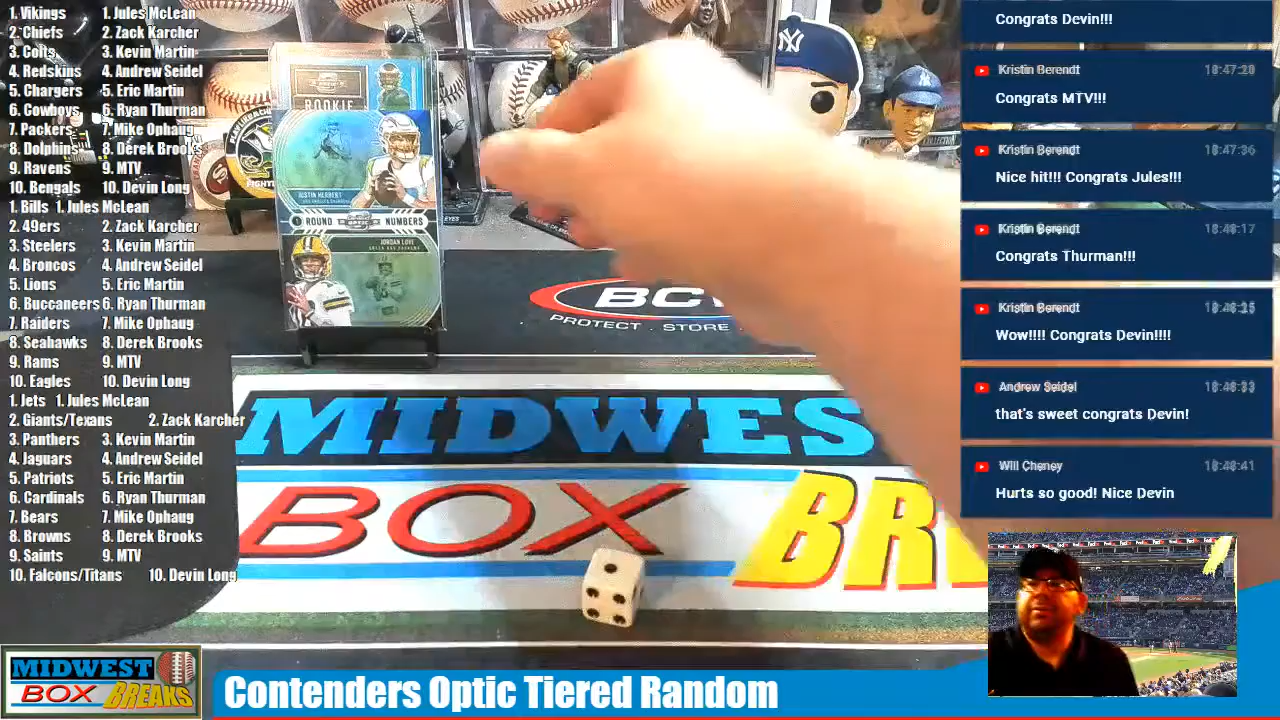 1. Vikings 1. Jules McLean
2. Chiefs 2. Zack Karcher
3. Colts 3. Kevin Martin
4. Redskins 4. Andrew Seidel
5. Chargers 5. Eric Martin
6. Cowboys 6. Ryan Thurman
7. Packers 7. Mike Ophaug
8. Dolphins 8. Derek Brooks
9. Ravens 9. MTV
10. Bengals 10. Devin Long
1. Bills 1. Jules McLean
2. 49ers 2. Zack Karcher
3. Steelers 3. Kevin Martin
4. Broncos 4. Andrew Seidel
5. Lions 5. Eric Martin
6. Buccaneers 6. Ryan Thurman
7. Raiders 7. Mike Ophaug
8. Seahawks 8. Derek Brooks
9. Rams 9. MTV
10. Eagles 10. Devin Long
1. Jets 1. Jules McLean
2. Giants/Texans 2. Zack Karcher
3. Panthers 3. Kevin Martin
4. Jaguars 4. Andrew Seidel
5. Patriots 5. Eric Martin
6. Cardinals 6. Ryan Thurman
7. Bears 7. Mike Ophaug
8. Browns 8. Derek Brooks
9. Saints 9. MTV
10. Falcons/Titans 10. Devin Long
ROOKIE
JUSTIN HERBERT
ROUND OPTIC NUMBERS
JORDAN LOVE
GREEN BAY PACKERS
NY
BC
PROTECT . STORE
MIDWES
BOX BR
Congrats Devin!!!
Kristin Berendt 18:47:20
Congrats MTV!!!
Kristin Berendt 18:47:36
Nice hit!!! Congrats Jules!!!
Kristin Berendt 18:48:17
Congrats Thurman!!!
Kristin Berendt 18:48:25
Wow!!!! Congrats Devin!!!!
Andrew Seidel 18:48:33
that's sweet congrats Devin!
Will Cheney 18:48:41
Hurts so good! Nice Devin
MIDWEST
BOX BREAKS
Contenders Optic Tiered Random